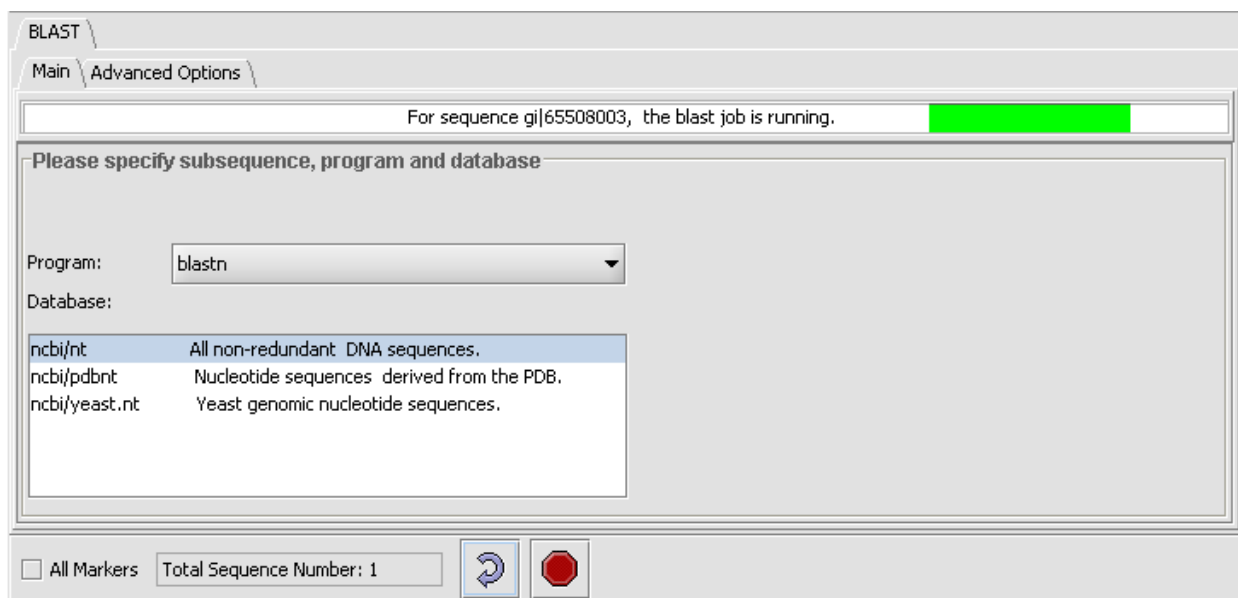 BLAST
Main Advanced Options
For sequence gi|65508003, the blast job is running.
Please specify subsequence, program and database
Program: blastn
Database:
ncbi/nt All non-redundant DNA sequences.
ncbi/pdbnt Nucleotide sequences derived from the PDB.
ncbi/yeast.nt Yeast genomic nucleotide sequences.
All Markers Total Sequence Number: 1